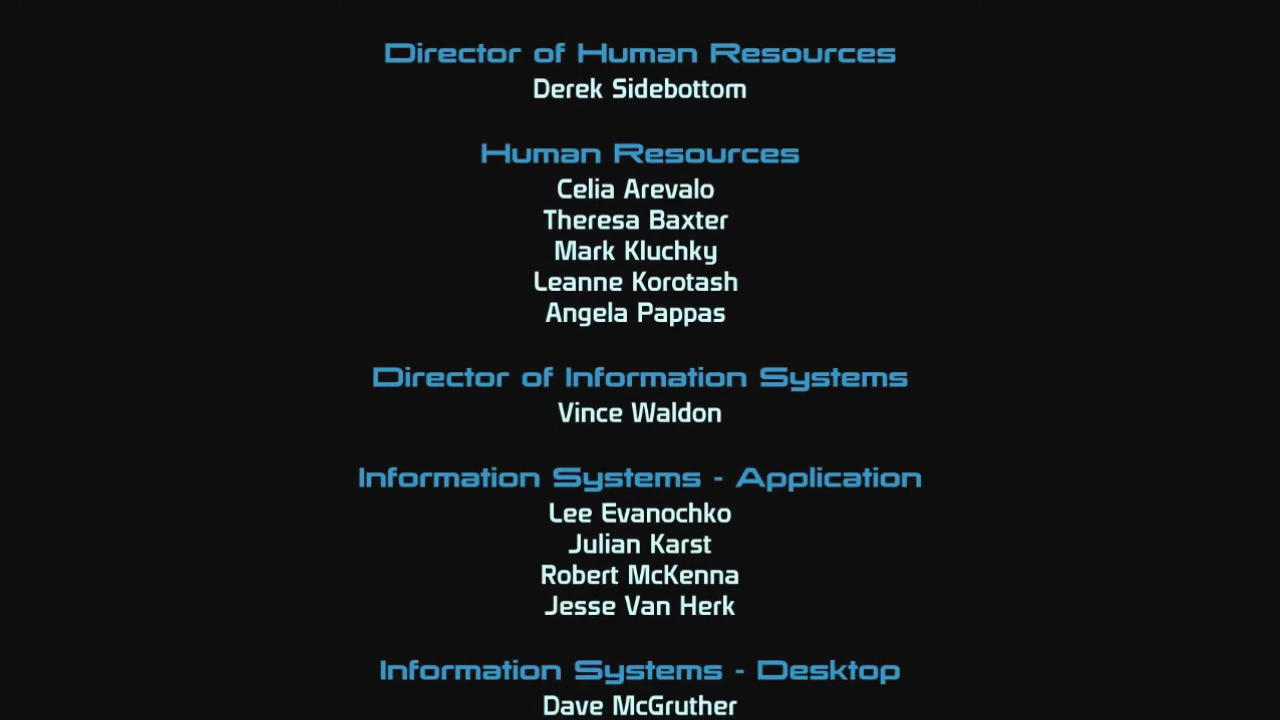 Director of Human Resources
Derek Sidebottom
Human Resources
Celia Arevalo
Theresa Baxter
Mark Kluchky
Leanne Korotash
Angela Pappas
Director of Information Systems
Vince Waldon
Information Systems - Application
Lee Evanochko
Julian Karst
Robert McKenna
Jesse Van Herk
Information Systems - Desktop
Dave McGruther